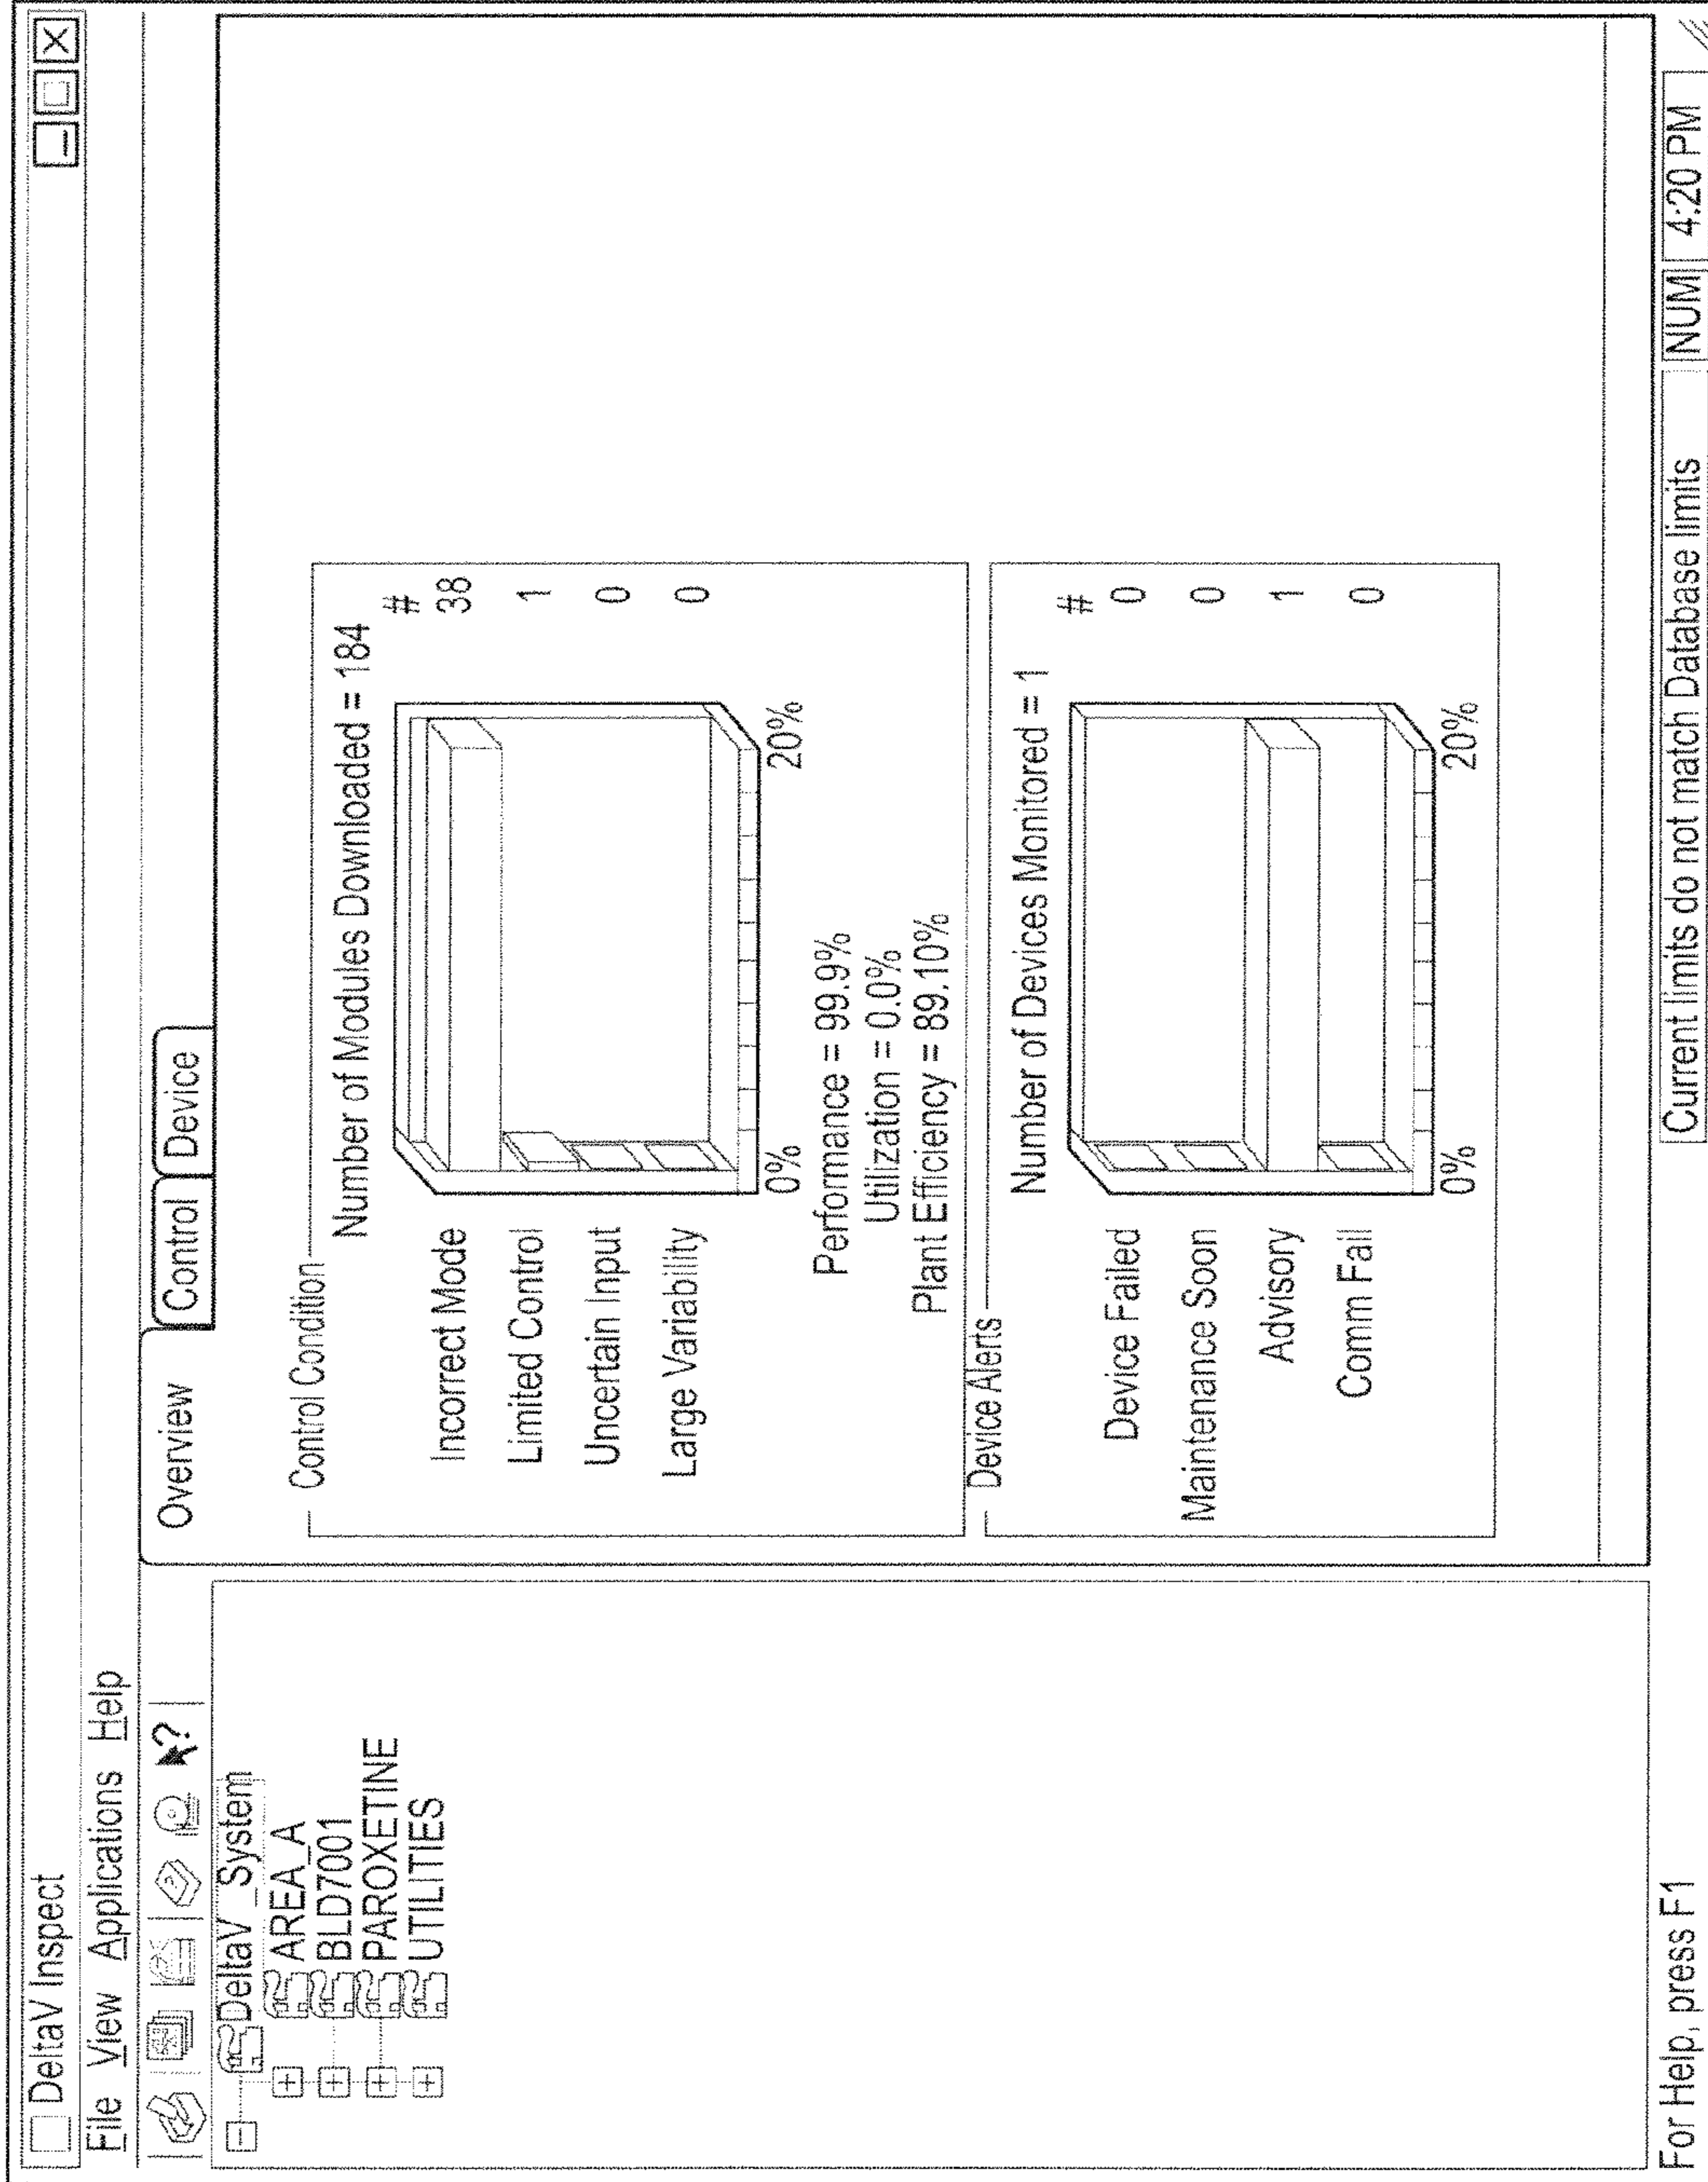 DeltaV Inspect
File View Applications Help
DeltaV_System
AREA_A
BLD7001
PAROXETINE
UTILITIES
Overview Control Device
Control Condition
Number of Modules Downloaded = 184
#
Incorrect Mode 38
Limited Control 1
Uncertain Input 0
Large Variability 0
0% 20%
Performance = 99.9%
Utilization = 0.0%
Plant Efficiency = 89.10%
Device Alerts
Number of Devices Monitored = 1
#
Device Failed 0
Maintenance Soon 0
Advisory 1
Comm Fail 0
0% 20%
For Help, press F1 Current limits do not match Database limits NUM 4:20 PM